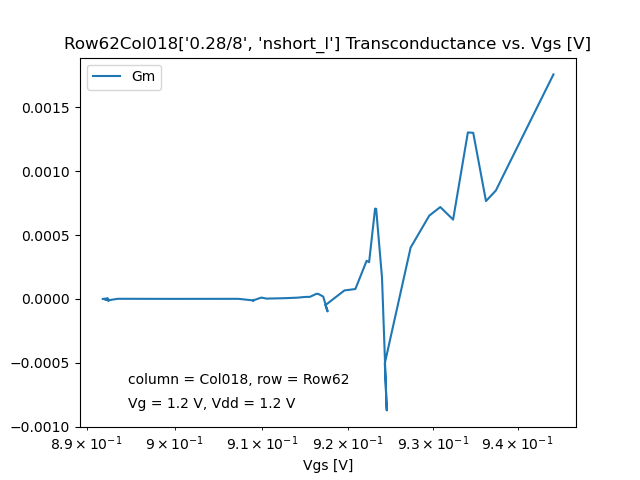 Row62Col018['0.28/8', 'nshort_l'] Transconductance vs. Vgs [V]
Gm
0.0015
0.0010
0.0005
0.0000
−0.0005
−0.0010
column = Col018, row = Row62
Vg = 1.2 V, Vdd = 1.2 V
8.9 × 10⁻¹ 9 × 10⁻¹ 9.1 × 10⁻¹ 9.2 × 10⁻¹ 9.3 × 10⁻¹ 9.4 × 10⁻¹
Vgs [V]